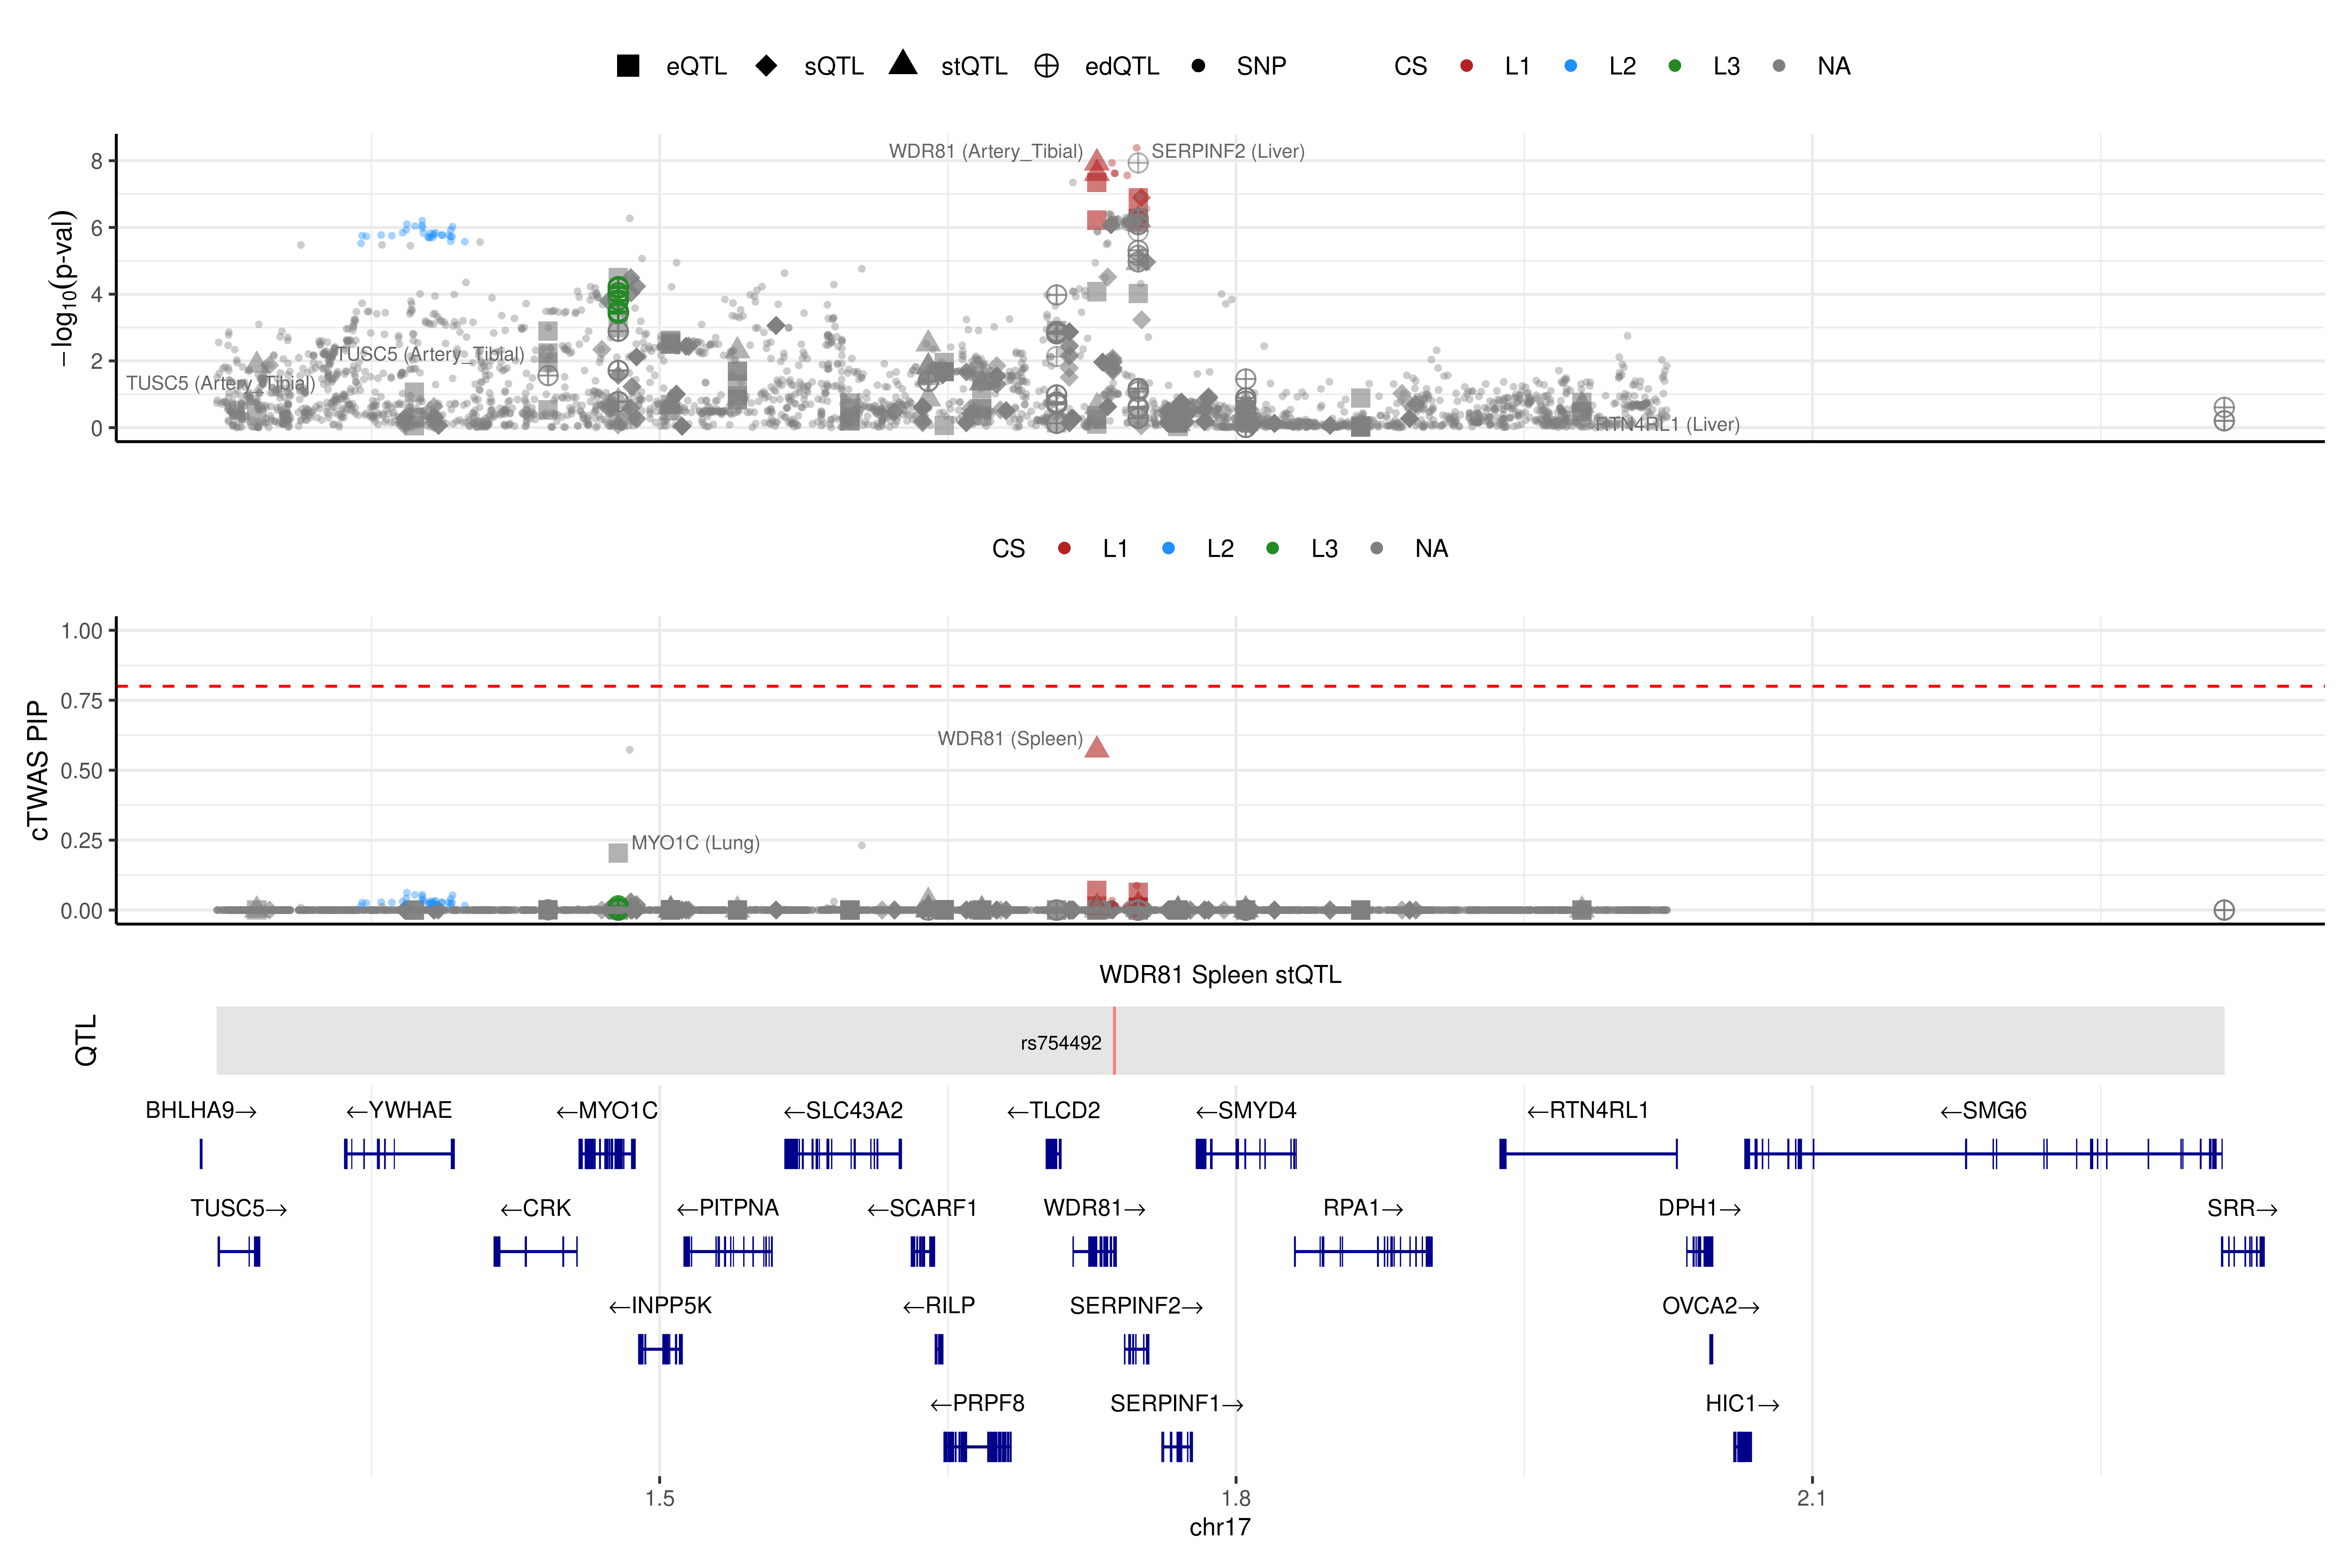 eQTL sQTL stQTL edQTL SNP CS L1 L2 L3 NA
−log10(p-val)
8
6
4
2
0
WDR81 (Artery_Tibial)
SERPINF2 (Liver)
TUSC5 (Artery_Tibial)
TUSC5 (Artery_Tibial)
RTN4RL1 (Liver)
CS L1 L2 L3 NA
cTWAS PIP
1.00
0.75
0.50
0.25
0.00
WDR81 (Spleen)
MYO1C (Lung)
WDR81 Spleen stQTL
QTL
rs754492
BHLHA9→ ←YWHAE ←MYO1C ←SLC43A2 ←TLCD2 ←SMYD4 ←RTN4RL1 ←SMG6
TUSC5→ ←CRK ←PITPNA ←SCARF1 WDR81→ RPA1→ DPH1→ SRR→
←INPP5K ←RILP SERPINF2→ OVCA2→
←PRPF8 SERPINF1→ HIC1→
1.5 1.8 2.1
chr17